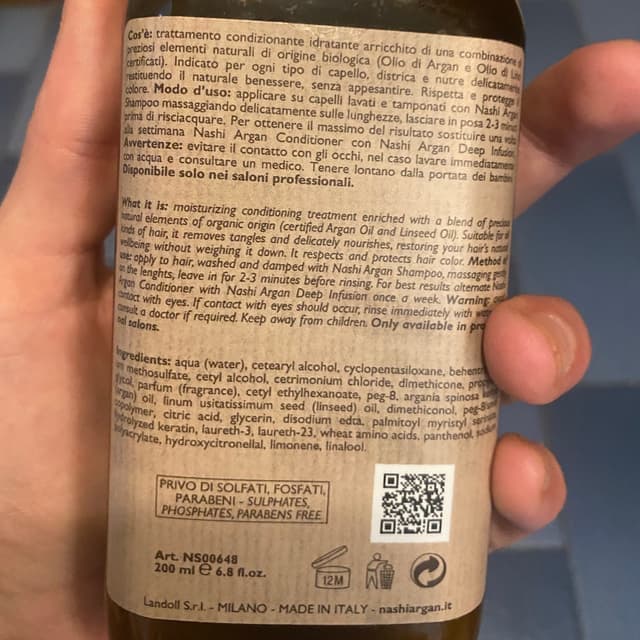 Cos'è: trattamento condizionante idratante arricchito di una combinazione di
preziosi elementi naturali di origine biologica (Olio di Argan e Olio di Lino
certificati). Indicato per ogni tipo di capello, districa e nutre delicatamente
restituendo il naturale benessere, senza appesantire. Rispetta e protegge il
colore. Modo d'uso: applicare su capelli lavati e tamponati con Nashi Argan
Shampoo massaggiando delicatamente sulle lunghezze, lasciare in posa 2-3 minuti
prima di risciacquare. Per ottenere il massimo del risultato sostituire una volta
alla settimana Nashi Argan Conditioner con Nashi Argan Deep Infusion.
Avvertenze: evitare il contatto con gli occhi, nel caso lavare immediatamente
con acqua e consultare un medico. Tenere lontano dalla portata dei bambini.
Disponibile solo nei saloni professionali.
What it is: moisturizing conditioning treatment enriched with a blend of precious
natural elements of organic origin (certified Argan Oil and Linseed Oil). Suitable for all
kinds of hair, it removes tangles and delicately nourishes, restoring your hair's natural
wellbeing without weighing it down. It respects and protects hair color. Method of
use: apply to hair, washed and damped with Nashi Argan Shampoo, massaging gently
on the lenghts, leave in for 2-3 minutes before rinsing. For best results alternate Nashi
Argan Conditioner with Nashi Argan Deep Infusion once a week. Warning: avoid
contact with eyes. If contact with eyes should occur, rinse immediately with water
consult a doctor if required. Keep away from children. Only available in pro
nal salons.
Ingredients: aqua (water), cetearyl alcohol, cyclopentasiloxane, behentri
um methosulfate, cetyl alcohol, cetrimonium chloride, dimethicone, propy
glycol, parfum (fragrance), cetyl ethylhexanoate, peg-8, argania spinosa kernel
(argan) oil, linum usitatissimum seed (linseed) oil, dimethiconol, peg-8
copolymer, citric acid, glycerin, disodium edta, palmitoyl myristyl serinate
hydrolyzed keratin, laureth-3, laureth-23, wheat amino acids, panthenol, sodium
polyacrylate, hydroxycitronellal, limonene, linalool.
PRIVO DI SOLFATI, FOSFATI,
PARABENI - SULPHATES,
PHOSPHATES, PARABENS FREE
Art. NS00648
200 ml e 6.8 fl.oz.
12M
Landoll S.r.l. - MILANO - MADE IN ITALY - nashiargan.it